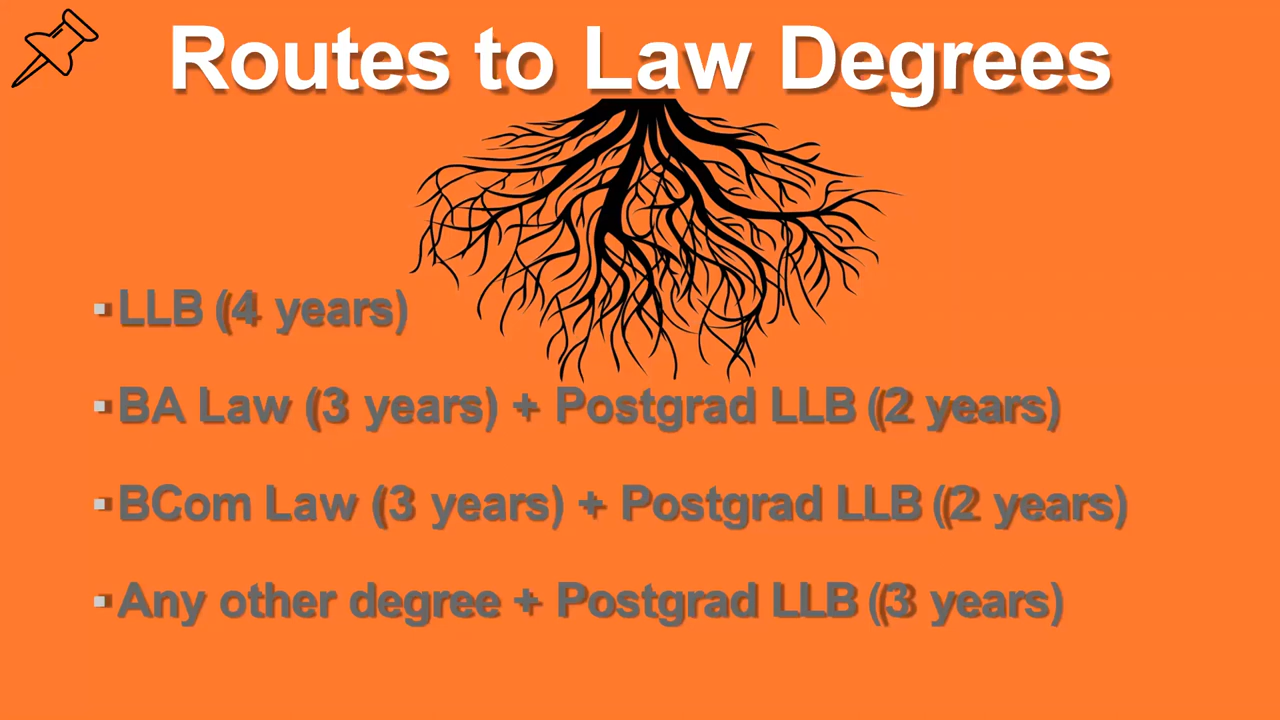 Routes to Law Degrees
▪LLB (4 years)
▪BA Law (3 years) + Postgrad LLB (2 years)
▪BCom Law (3 years) + Postgrad LLB (2 years)
▪Any other degree + Postgrad LLB (3 years)